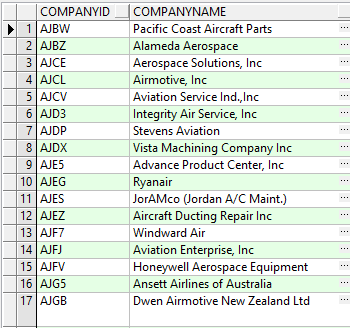 COMPANYID COMPANYNAME
1 AJBW Pacific Coast Aircraft Parts ...
2 AJBZ Alameda Aerospace ...
3 AJCE Aerospace Solutions, Inc ...
4 AJCL Airmotive, Inc ...
5 AJCV Aviation Service Ind.,Inc ...
6 AJD3 Integrity Air Service, Inc ...
7 AJDP Stevens Aviation ...
8 AJDX Vista Machining Company Inc ...
9 AJE5 Advance Product Center, Inc ...
10 AJEG Ryanair ...
11 AJES JorAMco (Jordan A/C Maint.) ...
12 AJEZ Aircraft Ducting Repair Inc ...
13 AJF7 Windward Air ...
14 AJFJ Aviation Enterprise, Inc ...
15 AJFV Honeywell Aerospace Equipment ...
16 AJG5 Ansett Airlines of Australia ...
17 AJGB Dwen Airmotive New Zealand Ltd ...